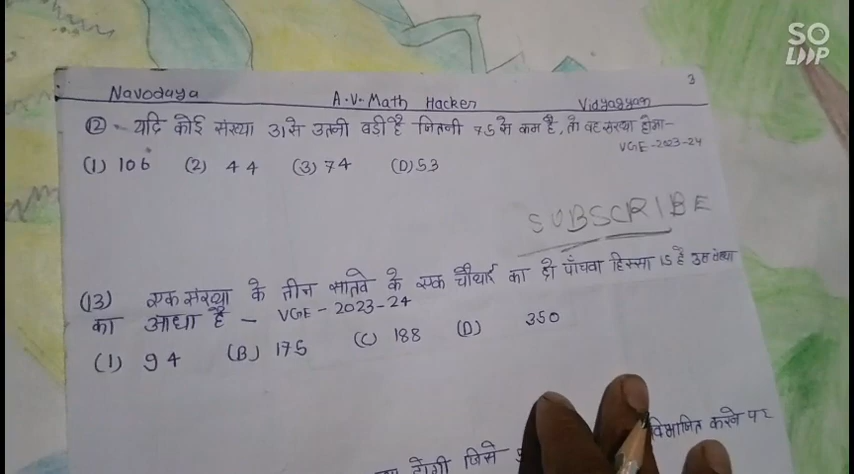 SO LOOP
3
Navodaya A.V. Math Hacker Vidyagyan
(12) - यदि कोई संख्या 31 से उतनी बडी है जितनी 75 से कम है, तो वह संख्या होगा-
VGE-2023-24
(1) 106 (2) 44 (3) 74 (D) 53
SUBSCRIBE
(13) एक संख्या के तीन सातवे के एक चौथाई का दो पाँचवा हिस्सा 15 है उस संख्या
का आधा है - VGE - 2023-24
(1) 94 (B) 175 (C) 188 (D) 350
होगी जिसे विभाजित करने पर